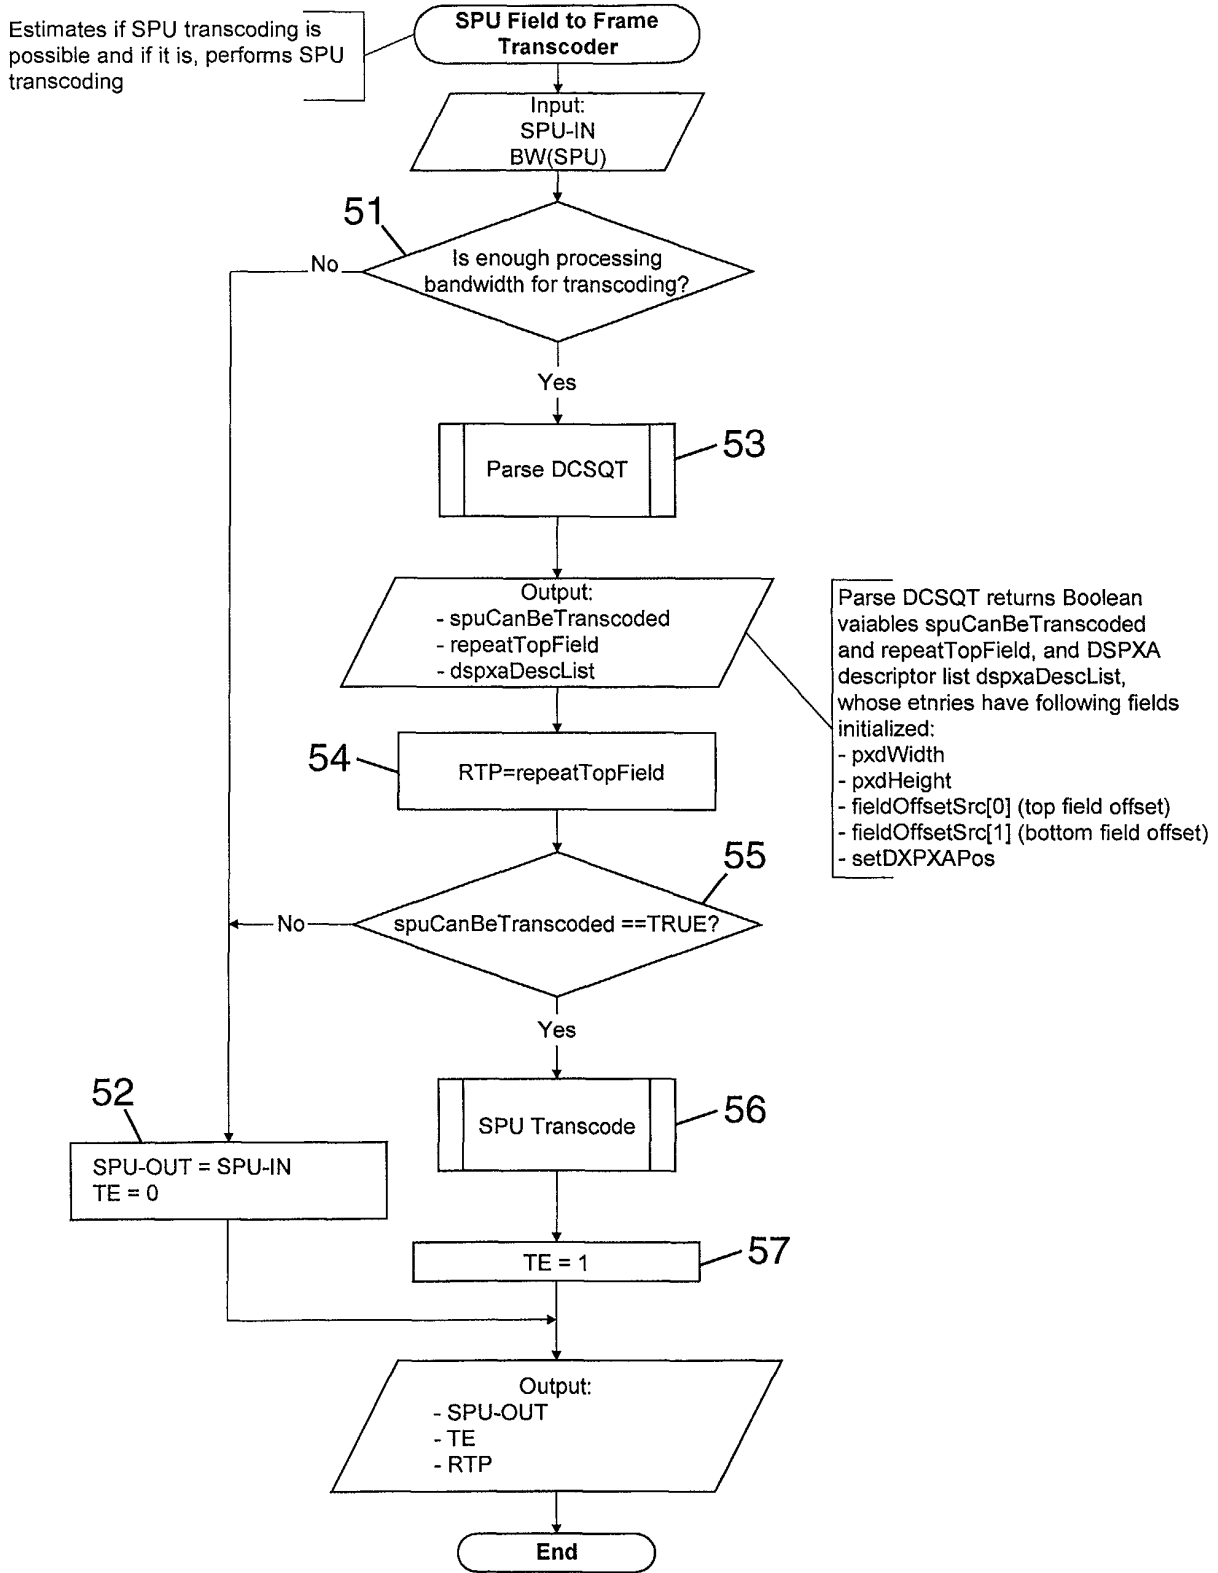 Estimates if SPU transcoding is
possible and if it is, performs SPU
transcoding
SPU Field to Frame
Transcoder
Input:
SPU-IN
BW(SPU)
51
Is enough processing
bandwidth for transcoding?
No
Yes
Parse DCSQT
53
Output:
- spuCanBeTranscoded
- repeatTopField
- dspxaDescList
Parse DCSQT returns Boolean
vaiables spuCanBeTranscoded
and repeatTopField, and DSPXA
descriptor list dspxaDescList,
whose etnries have following fields
initialized:
- pxdWidth
- pxdHeight
- fieldOffsetSrc[0] (top field offset)
- fieldOffsetSrc[1] (bottom field offset)
- setDXPXAPos
54
RTP=repeatTopField
55
spuCanBeTranscoded ==TRUE?
No
Yes
SPU Transcode
56
52
SPU-OUT = SPU-IN
TE = 0
TE = 1
57
Output:
- SPU-OUT
- TE
- RTP
End